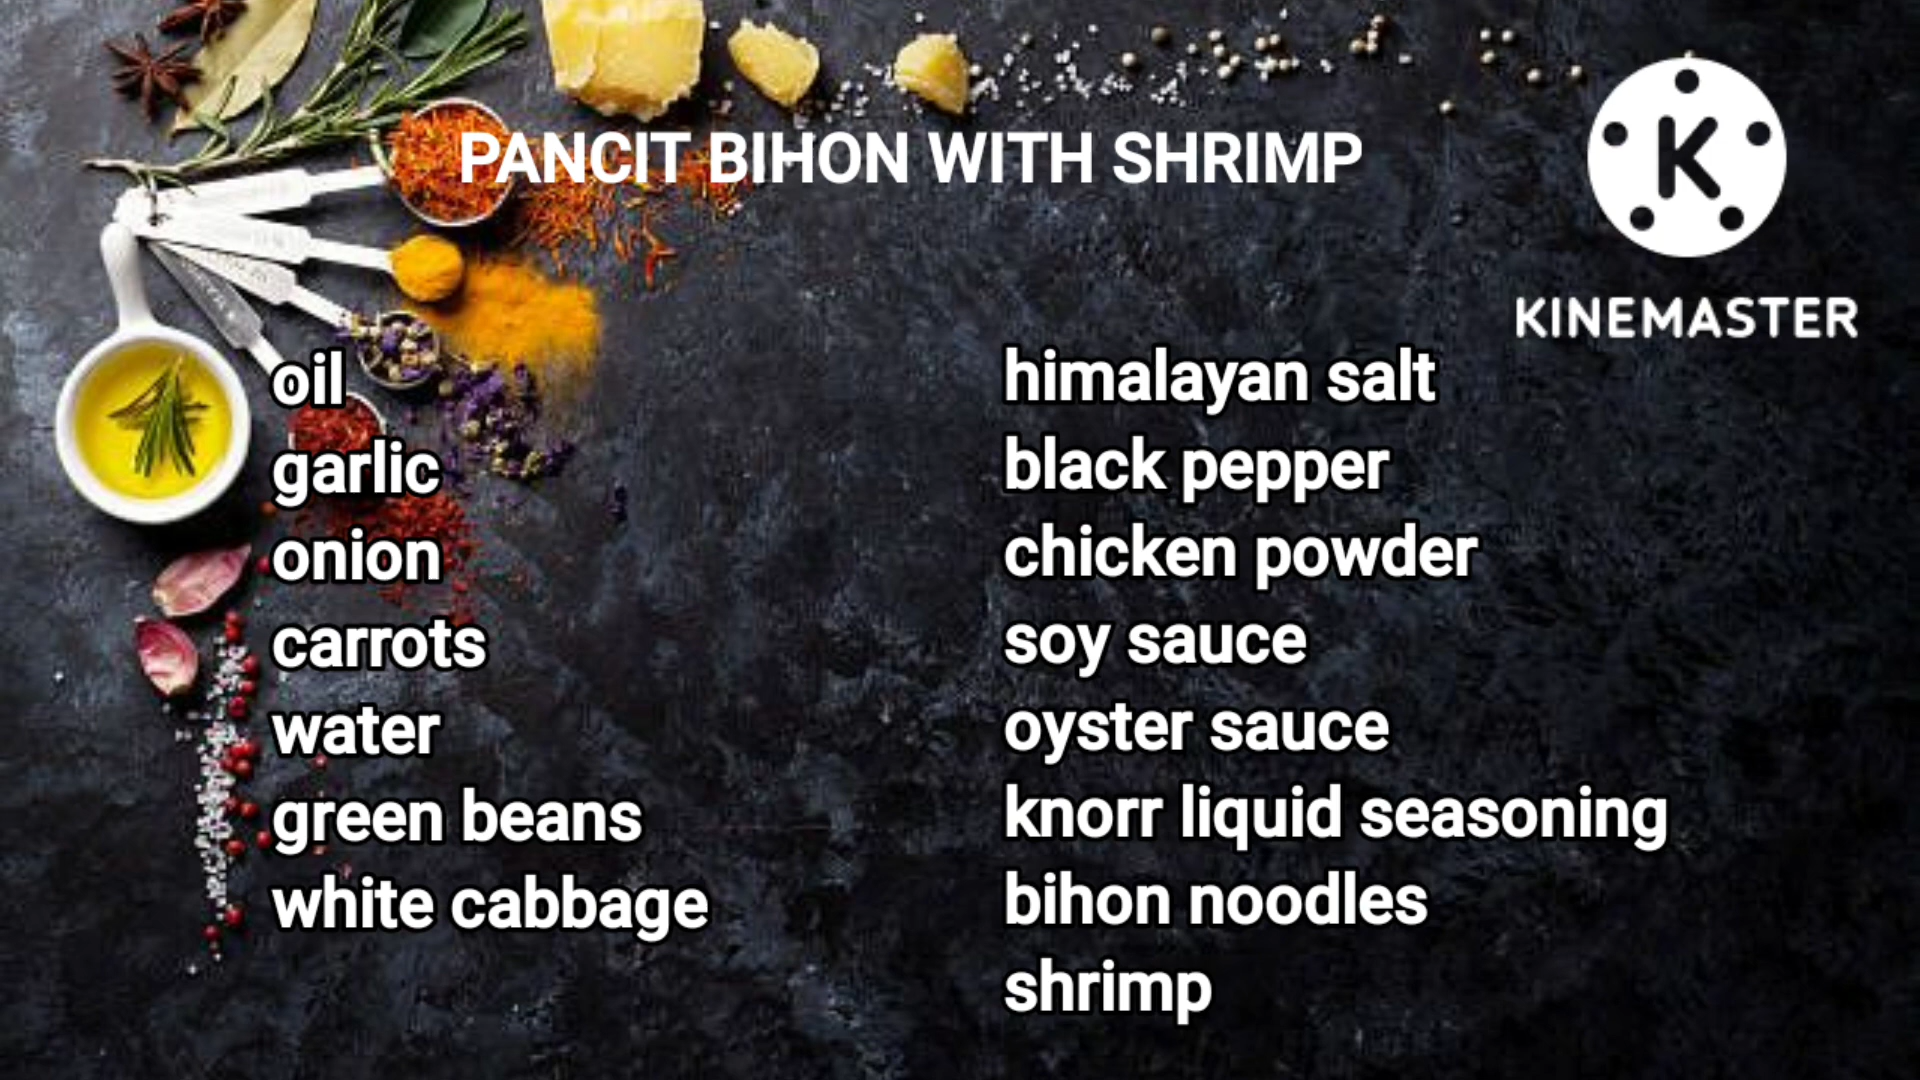 PANCIT BIHON WITH SHRIMP
KINEMASTER
oil
garlic
onion
carrots
water
green beans
white cabbage
himalayan salt
black pepper
chicken powder
soy sauce
oyster sauce
knorr liquid seasoning
bihon noodles
shrimp